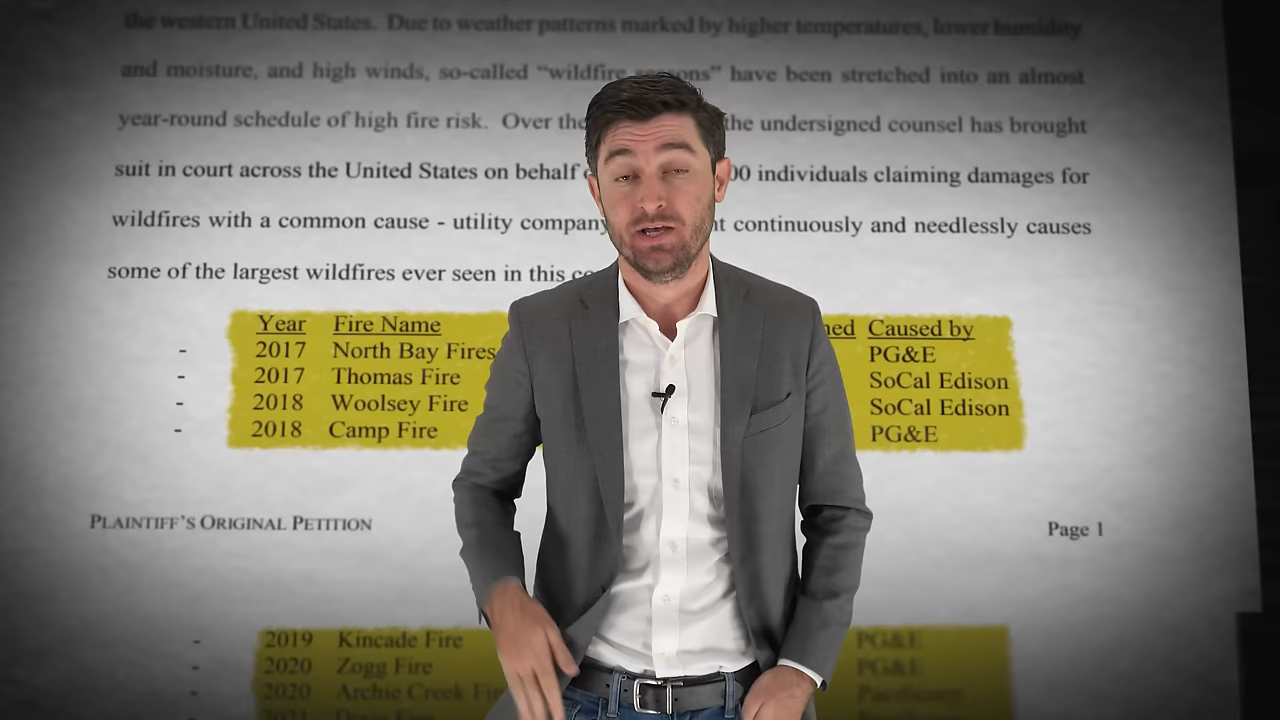 the western United States. Due to weather patterns marked by higher temperatures, lower humidity
and moisture, and high winds, so-called “wildfire seasons” have been stretched into an almost
year-round schedule of high fire risk. Over the the undersigned counsel has brought
suit in court across the United States on behalf 00 individuals claiming damages for
wildfires with a common cause - utility company continuously and needlessly causes
some of the largest wildfires ever seen in this
Year Fire Name Caused by
- 2017 North Bay Fires PG&E
- 2017 Thomas Fire SoCal Edison
- 2018 Woolsey Fire SoCal Edison
- 2018 Camp Fire PG&E
PLAINTIFF'S ORIGINAL PETITION Page 1
- 2019 Kincade Fire PG&E
- 2020 Zogg Fire PG&E
- 2020 Archie Creek Pacificorp